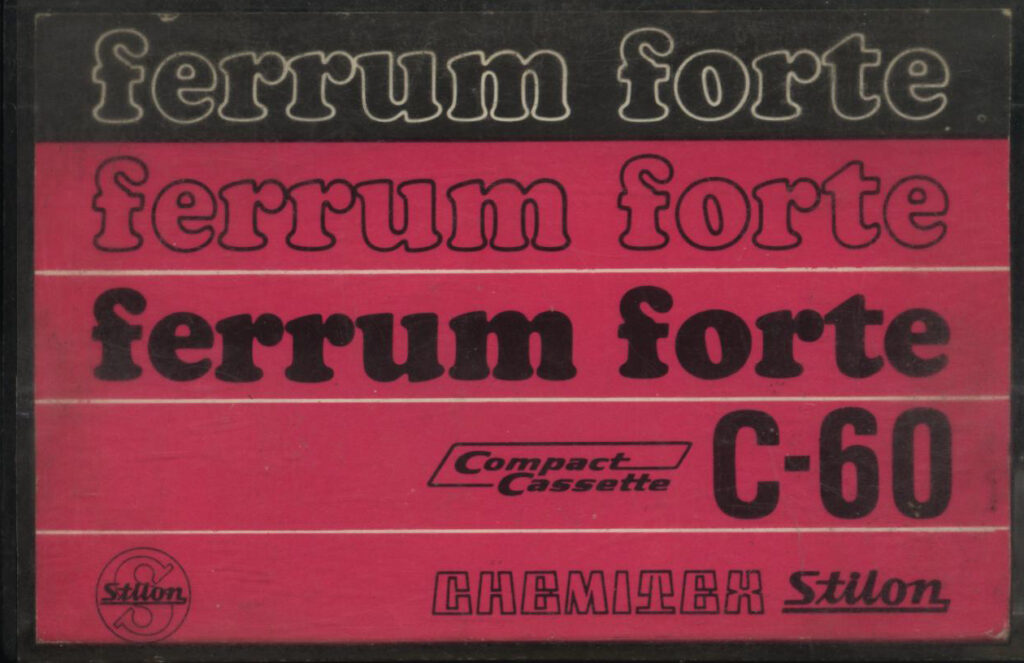 ferrum forte
ferrum forte
ferrum forte
Compact Cassette
C-60
S
Stilon
CHEMITEX Stilon